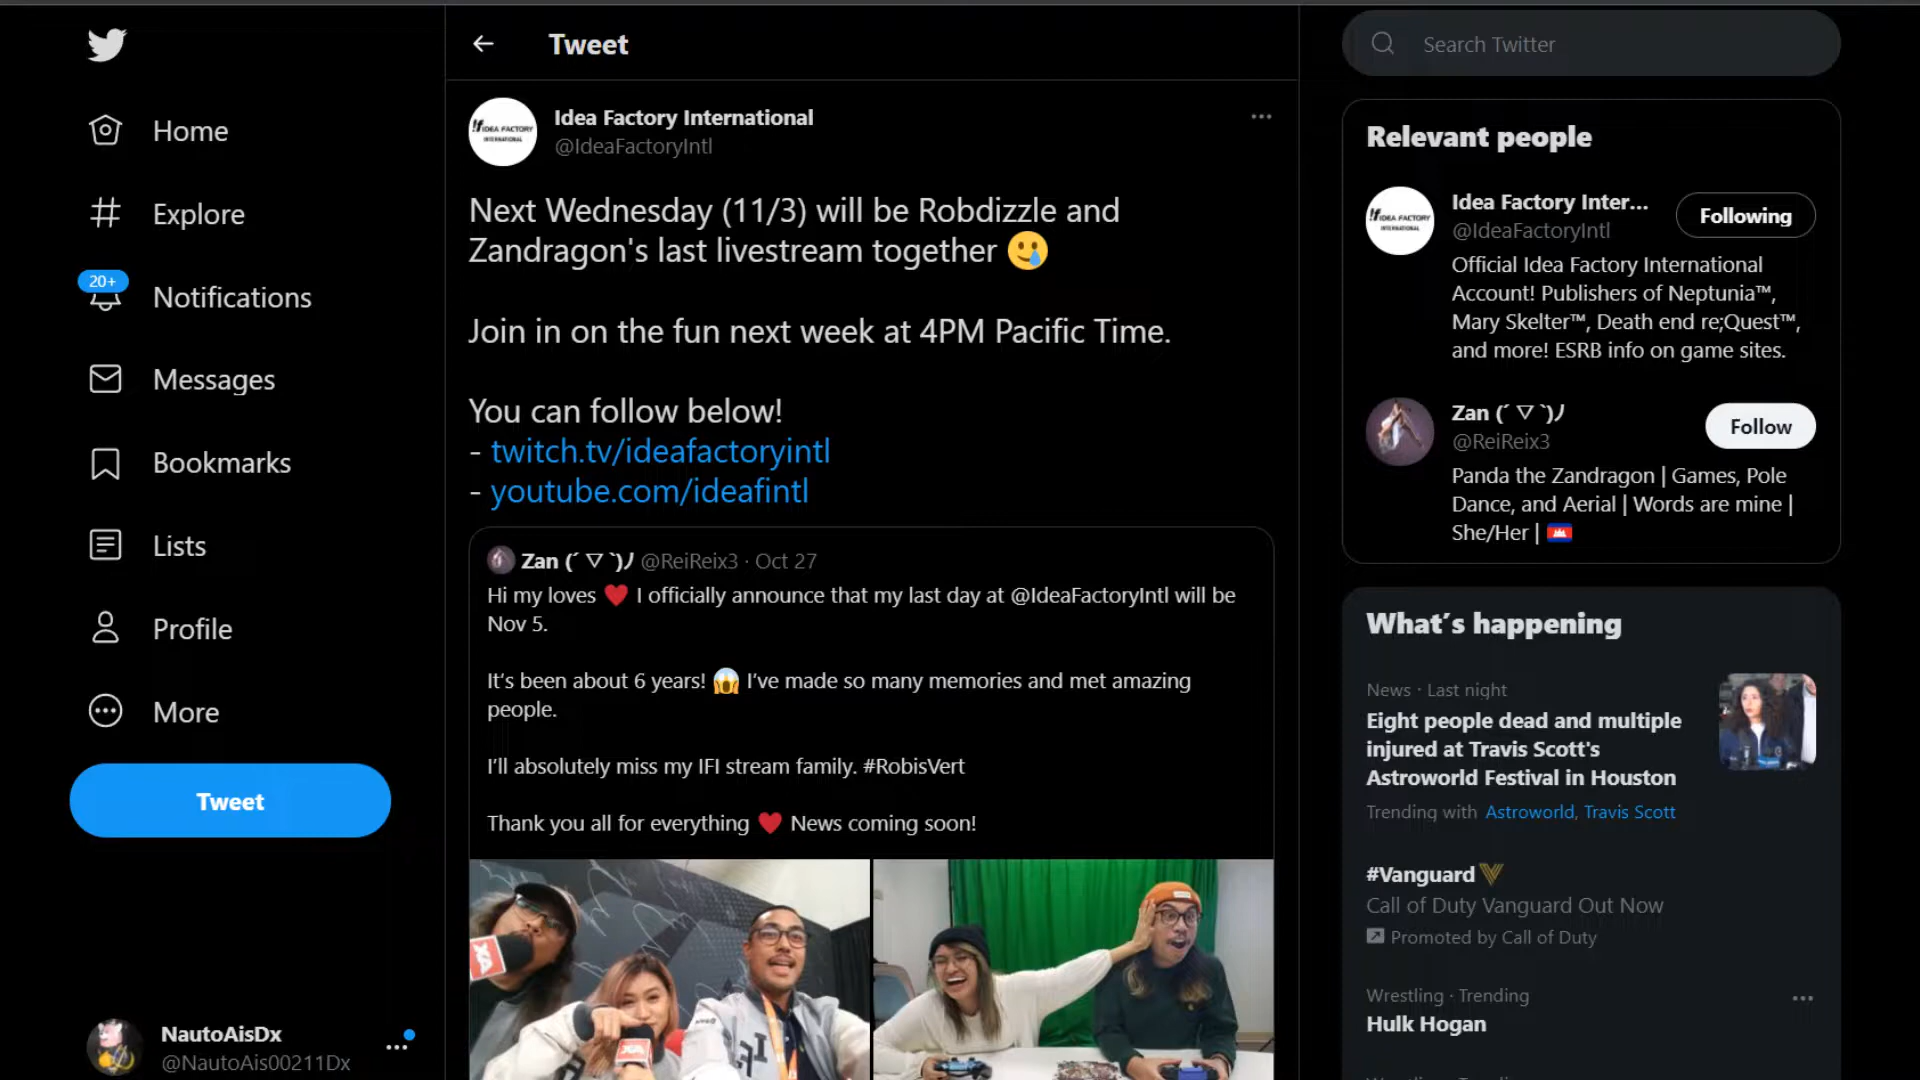 Home
Explore
20+
Notifications
Messages
Bookmarks
Lists
Profile
More
Tweet
NautoAisDx
@NautoAis00211Dx
Tweet
IDEA FACTORY
INTERNATIONAL
Idea Factory International
@IdeaFactoryIntl
Next Wednesday (11/3) will be Robdizzle and
Zandragon's last livestream together 🥲
Join in on the fun next week at 4PM Pacific Time.
You can follow below!
- twitch.tv/ideafactoryintl
- youtube.com/ideafintl
Zan (´ ▽ `)ﾉ @ReiReix3 · Oct 27
Hi my loves ♥ I officially announce that my last day at @IdeaFactoryIntl will be
Nov 5.
It’s been about 6 years! 😱 I’ve made so many memories and met amazing
people.
I’ll absolutely miss my IFI stream family. #RobisVert
Thank you all for everything ♥ News coming soon!
Search Twitter
Relevant people
IDEA FACTORY
INTERNATIONAL
Idea Factory Inter...
@IdeaFactoryIntl
Following
Official Idea Factory International
Account! Publishers of Neptunia™,
Mary Skelter™, Death end re;Quest™,
and more! ESRB info on game sites.
Zan (´ ▽ `)ﾉ
@ReiReix3
Follow
Panda the Zandragon | Games, Pole
Dance, and Aerial | Words are mine |
She/Her | 🇰🇭
What’s happening
News · Last night
Eight people dead and multiple
injured at Travis Scott's
Astroworld Festival in Houston
Trending with Astroworld, Travis Scott
#Vanguard
Call of Duty Vanguard Out Now
Promoted by Call of Duty
Wrestling · Trending
Hulk Hogan